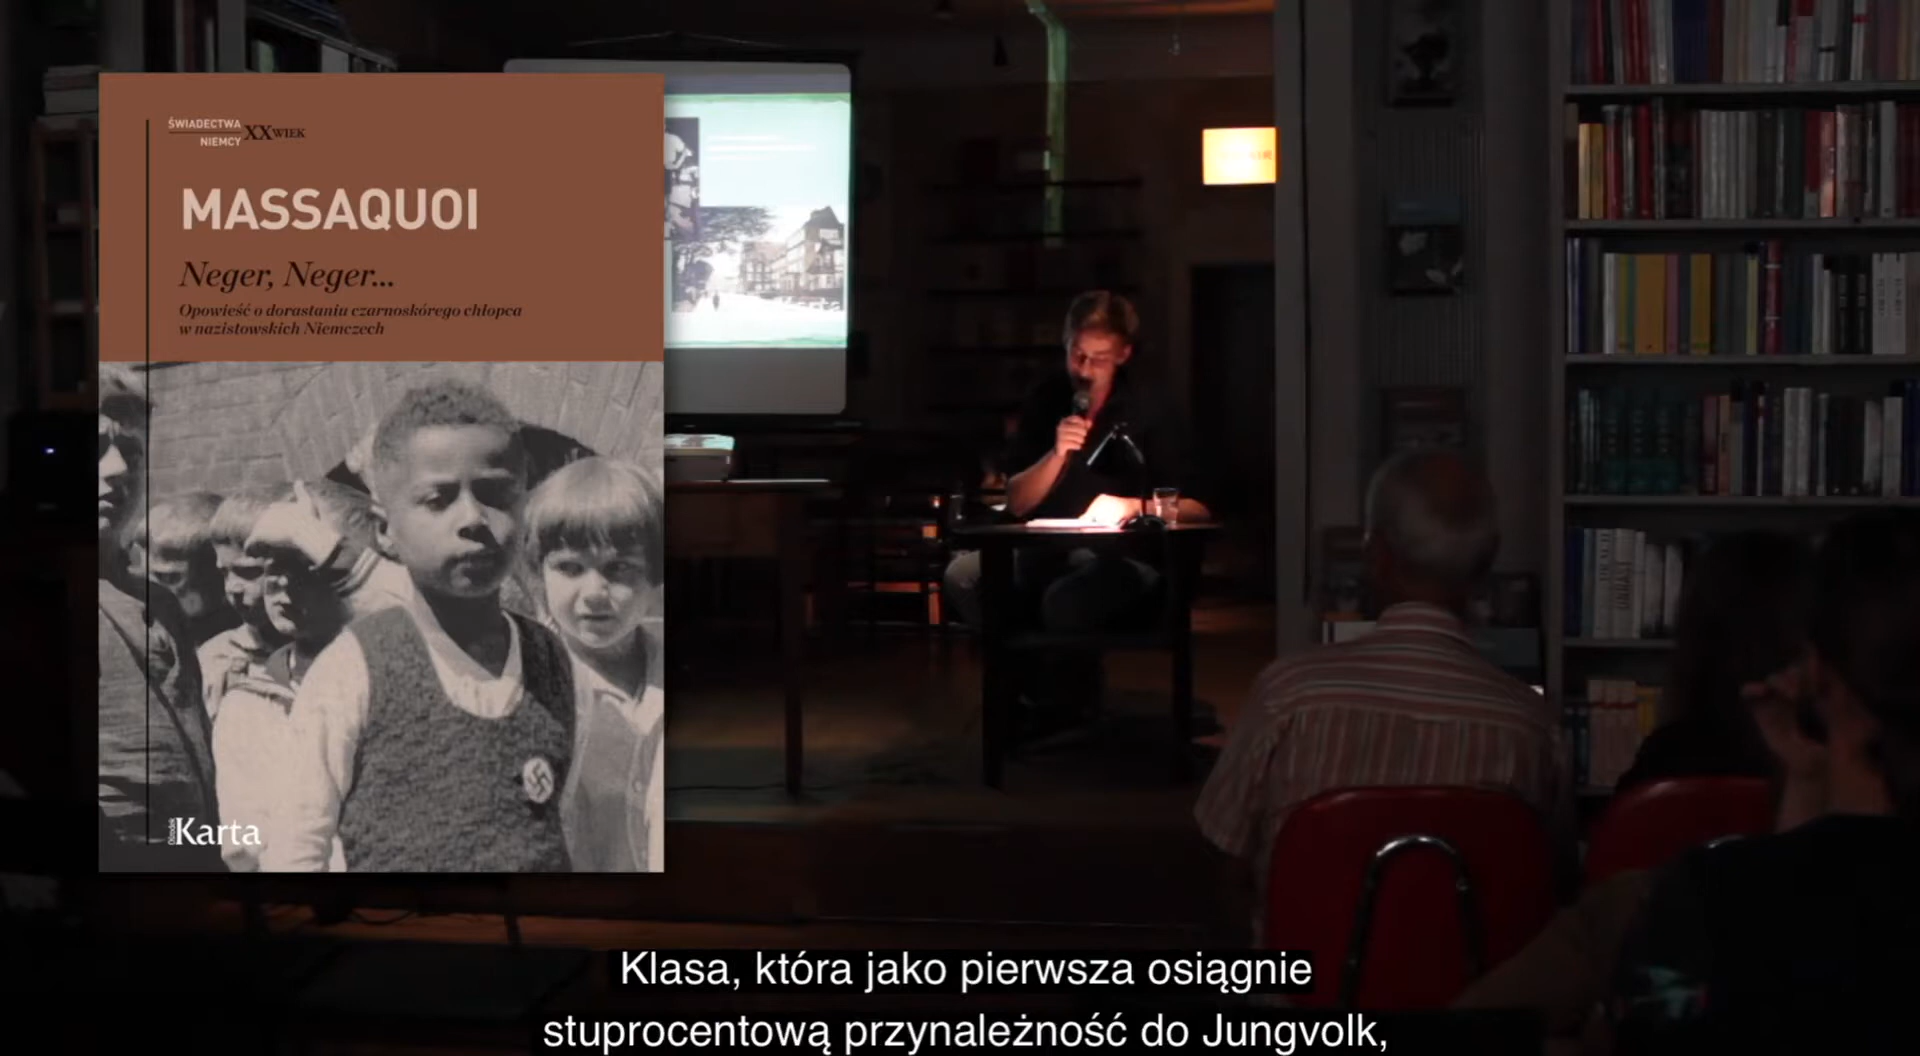 ŚWIADECTWA
NIEMCY
XX WIEK
MASSAQUOI
Neger, Neger...
Opowieść o dorastaniu czarnoskórego chłopca
w nazistowskich Niemczech
Ośrodek
Karta
Klasa, która jako pierwsza osiągnie
stuprocentową przynależność do Jungvolk,